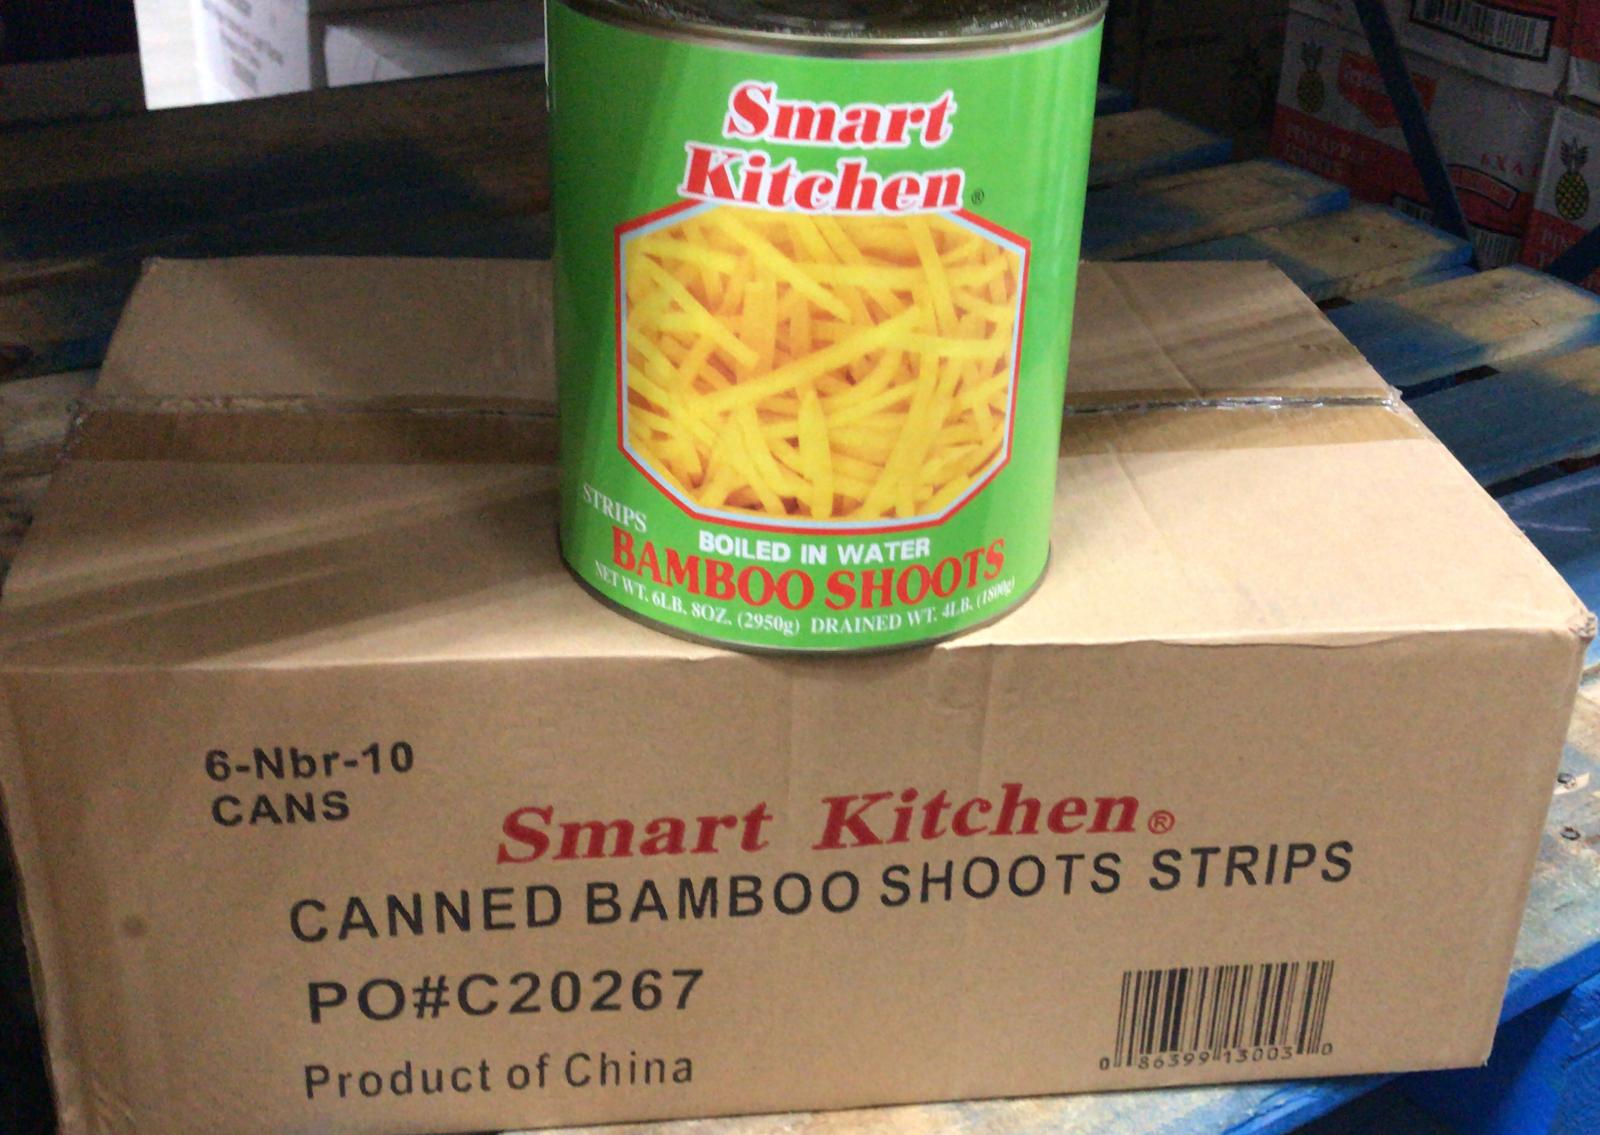 Smart
Kitchen®
STRIPS
BOILED IN WATER
BAMBOO SHOOTS
NET WT. 6LB. 8OZ. (2950g) DRAINED WT. 4LB. (1800g)
6-Nbr-10
CANS
Smart Kitchen®
CANNED BAMBOO SHOOTS STRIPS
PO#C20267
Product of China
0 86399 13003 0